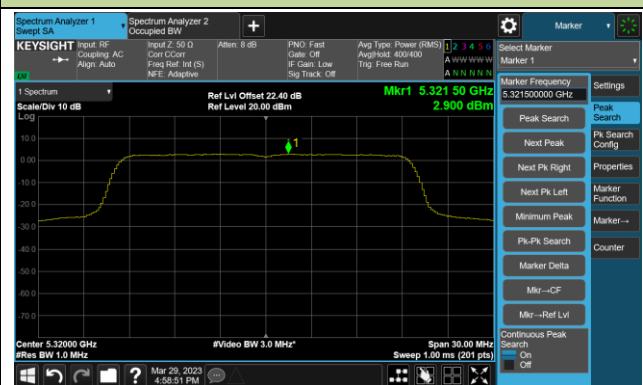 Spectrum Analyzer 1
Swept SA
Spectrum Analyzer 2
Occupied BW
Marker
KEYSIGHT
Input: RF
Coupling: AC
Align: Auto
Input Z: 50 Ω
Corr CCorr
Freq Ref: Int (S)
NFE: Adaptive
Atten: 8 dB
PNO: Fast
Gate: Off
IF Gain: Low
Sig Track: Off
Avg Type: Power (RMS)
Avg|Hold: 400/400
Trig: Free Run
1 2 3 4 5 6
A W W W W W
A N N N N N
LXI
Select Marker
Marker 1
1 Spectrum
Scale/Div 10 dB
Log
Ref Lvl Offset 22.40 dB
Ref Level 20.00 dBm
Mkr1 5.321 50 GHz
2.900 dBm
10.0
0.00
-10.0
-20.0
-30.0
-40.0
-50.0
-60.0
-70.0
1
Center 5.32000 GHz
#Res BW 1.0 MHz
#Video BW 3.0 MHz*
Span 30.00 MHz
Sweep 1.00 ms (201 pts)
Marker Frequency
5.321500000 GHz
Peak Search
Next Peak
Next Pk Right
Next Pk Left
Minimum Peak
Pk-Pk Search
Marker Delta
Mkr→CF
Mkr→Ref Lvl
Continuous Peak
Search
On
Off
Settings
Peak
Search
Pk Search
Config
Properties
Marker
Function
Marker→
Counter
?
Mar 29, 2023
4:58:51 PM